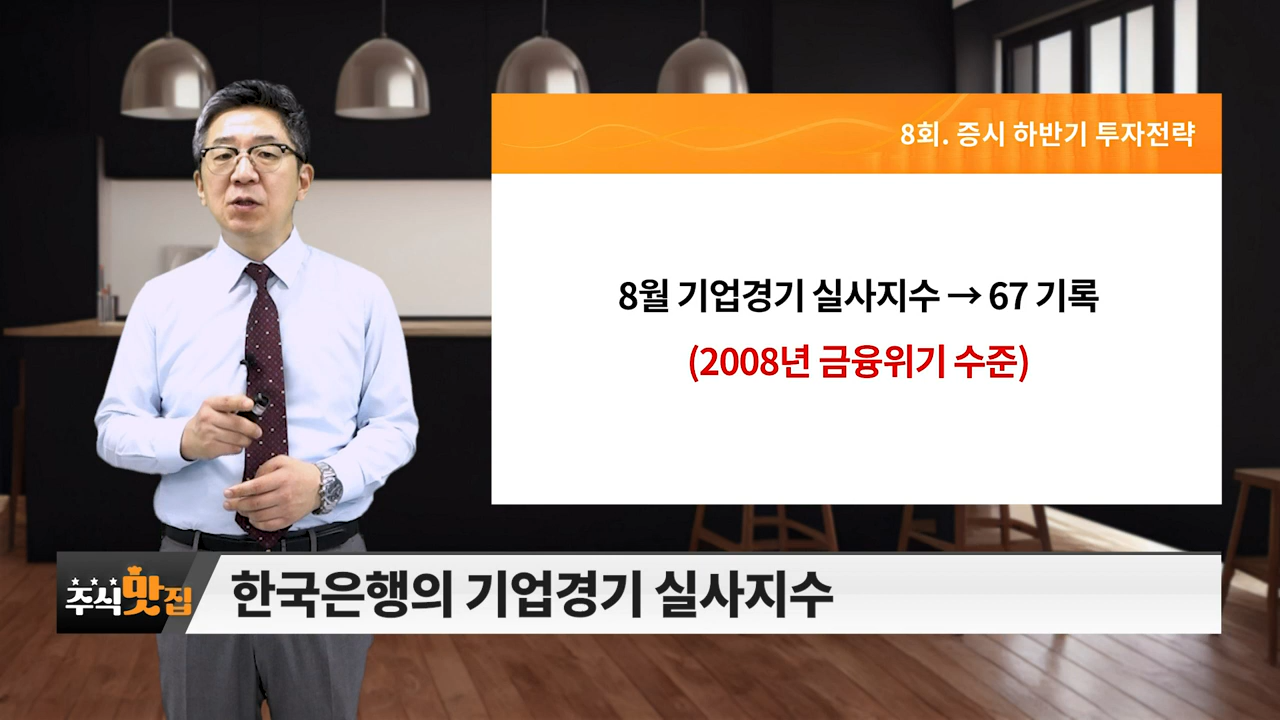 8회. 증시 하반기 투자전략
8월 기업경기 실사지수 → 67 기록
(2008년 금융위기 수준)
주식맛집
한국은행의 기업경기 실사지수